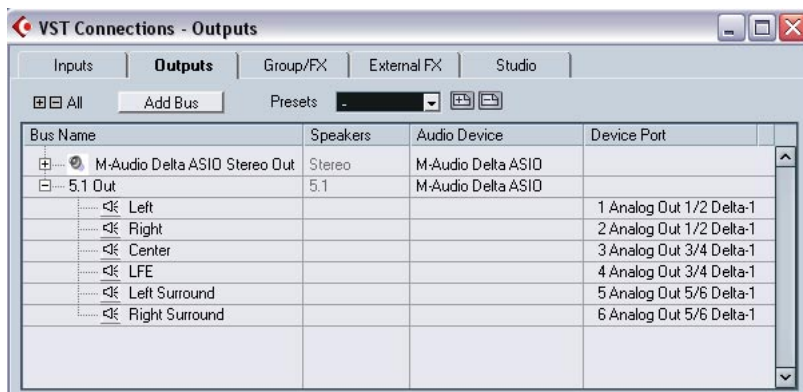 VST Connections - Outputs
Inputs Outputs Group/FX External FX Studio
All Add Bus Presets -
Bus Name Speakers Audio Device Device Port
M-Audio Delta ASIO Stereo Out Stereo M-Audio Delta ASIO
5.1 Out 5.1 M-Audio Delta ASIO
Left 1 Analog Out 1/2 Delta-1
Right 2 Analog Out 1/2 Delta-1
Center 3 Analog Out 3/4 Delta-1
LFE 4 Analog Out 3/4 Delta-1
Left Surround 5 Analog Out 5/6 Delta-1
Right Surround 6 Analog Out 5/6 Delta-1